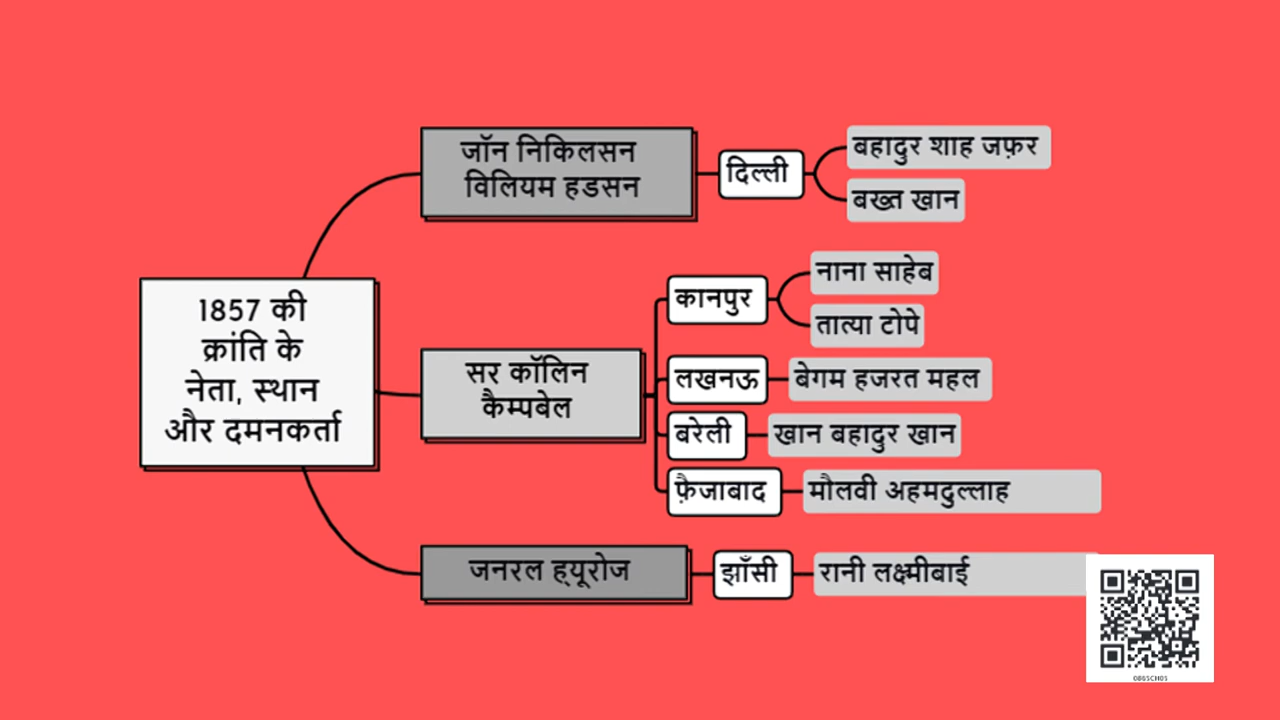 1857 की
क्रांति के
नेता, स्थान
और दमनकर्ता
जॉन निकिलसन
विलियम हडसन
दिल्ली
बहादुर शाह जफ़र
बख्त खान
सर कॉलिन
कैम्पबेल
कानपुर
नाना साहेब
तात्या टोपे
लखनऊ
बेगम हजरत महल
बरेली
खान बहादुर खान
फ़ैजाबाद
मौलवी अहमदुल्लाह
जनरल ह्यूरोज
झाँसी
रानी लक्ष्मीबाई